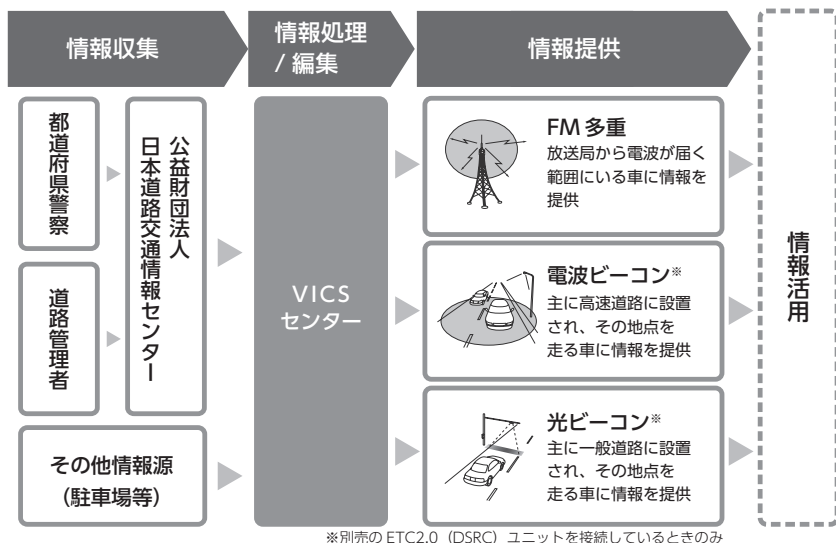 情報収集
情報処理
/ 編集
情報提供
都道府県警察
道路管理者
公益財団法人
日本道路交通情報センター
その他情報源
（駐車場等）
VICS
センター
FM 多重
放送局から電波が届く
範囲にいる車に情報を
提供
電波ビーコン※
主に高速道路に設置
され、その地点を
走る車に情報を提供
光ビーコン※
主に一般道路に設置
され、その地点を
走る車に情報を提供
情報活用
※別売の ETC2.0（DSRC）ユニットを接続しているときのみ